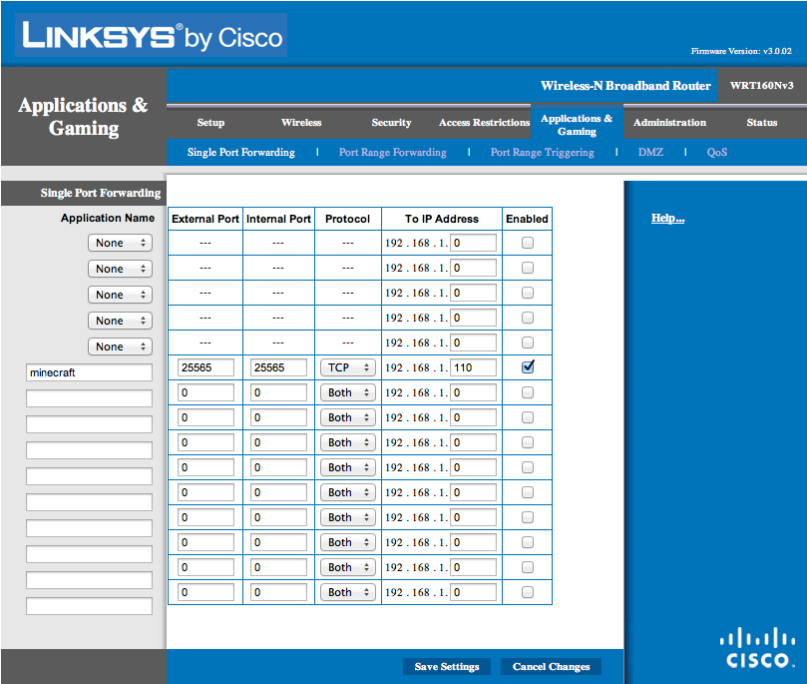 LINKSYS® by Cisco
Firmware Version: v3.0.02
Wireless-N Broadband Router WRT160Nv3
Applications & Gaming
Setup Wireless Security Access Restrictions Applications & Gaming Administration Status
Single Port Forwarding | Port Range Forwarding | Port Range Triggering | DMZ | QoS
Single Port Forwarding
Application Name External Port Internal Port Protocol To IP Address Enabled
Help...
None --- --- --- 192 . 168 . 1. 0
None --- --- --- 192 . 168 . 1. 0
None --- --- --- 192 . 168 . 1. 0
None --- --- --- 192 . 168 . 1. 0
None --- --- --- 192 . 168 . 1. 0
minecraft 25565 25565 TCP 192 . 168 . 1. 110
0 0 Both 192 . 168 . 1. 0
0 0 Both 192 . 168 . 1. 0
0 0 Both 192 . 168 . 1. 0
0 0 Both 192 . 168 . 1. 0
0 0 Both 192 . 168 . 1. 0
0 0 Both 192 . 168 . 1. 0
0 0 Both 192 . 168 . 1. 0
0 0 Both 192 . 168 . 1. 0
0 0 Both 192 . 168 . 1. 0
Save Settings Cancel Changes
CISCO.